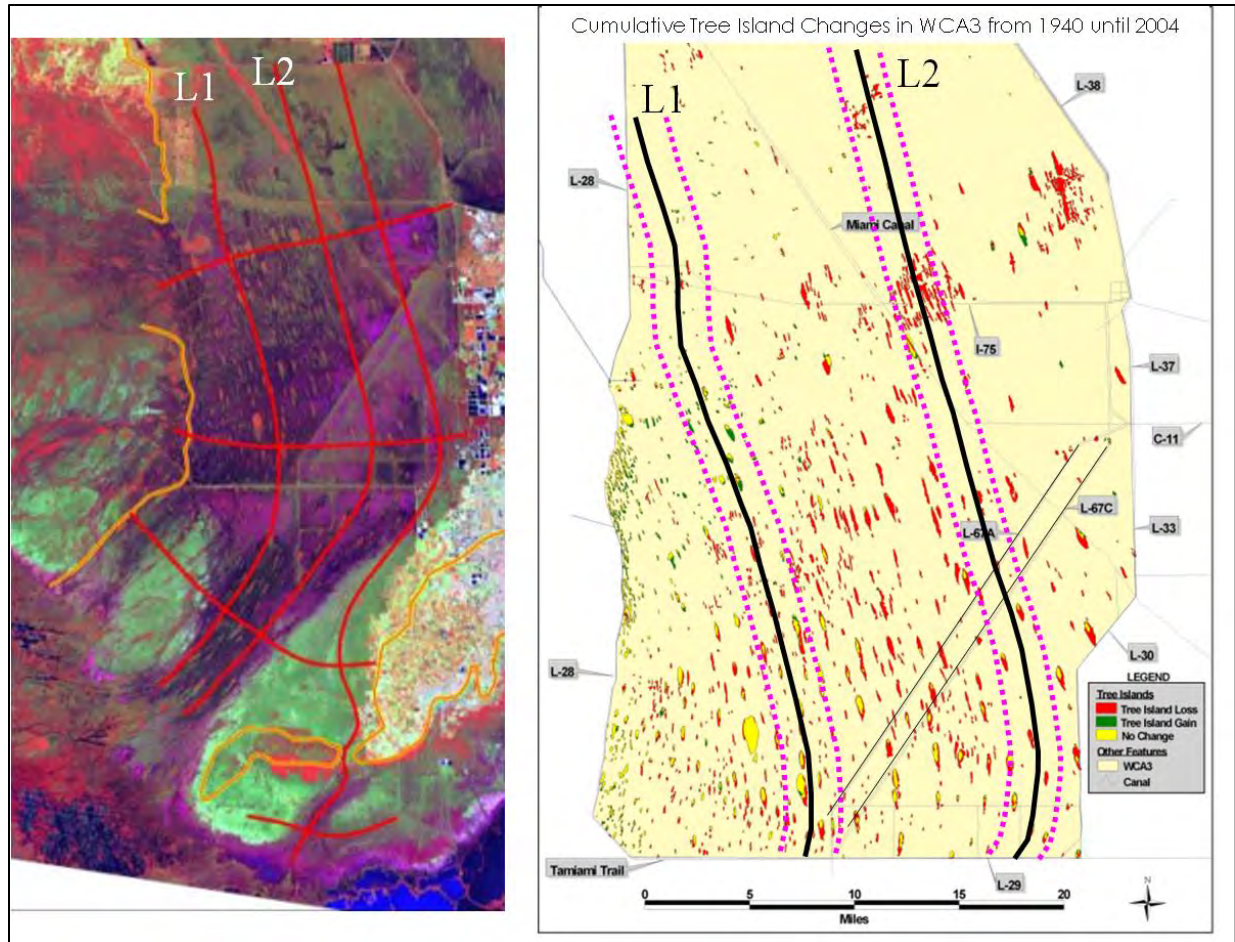 L1
L2
Cumulative Tree Island Changes in WCA3 from 1940 until 2004
L1
L2
L-38
L-28
Miami Canal
I-75
L-37
C-11
L-67C
L-67A
L-33
L-30
L-28
LEGEND
Tree Islands
Tree Island Loss
Tree Island Gain
No Change
Other Features
WCA3
Canal
Tamiami Trail
L-29
0 5 10 15 20
Miles
N